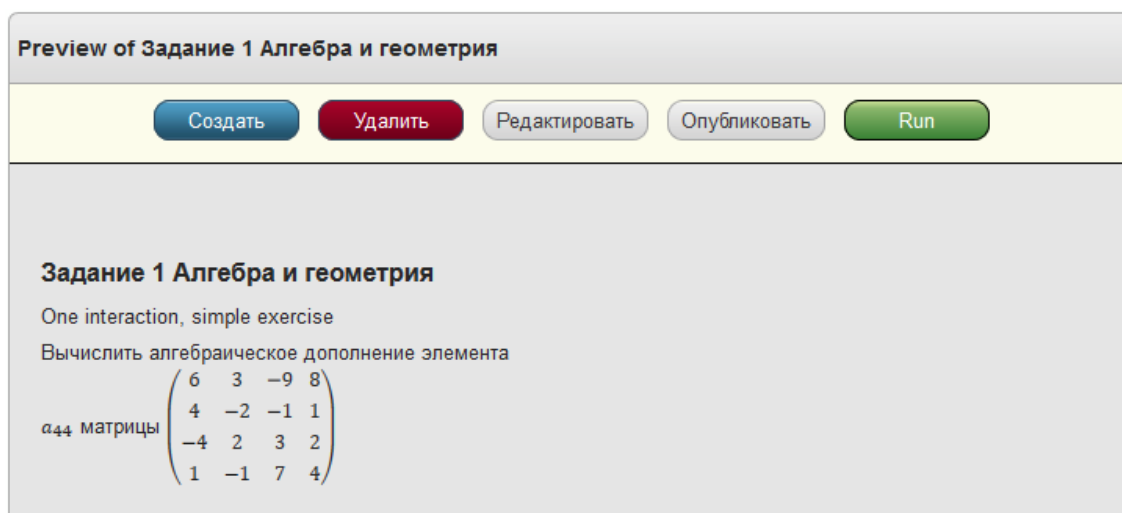 Preview of Задание 1 Алгебра и геометрия
Создать Удалить Редактировать Опубликовать Run
Задание 1 Алгебра и геометрия
One interaction, simple exercise
Вычислить алгебраическое дополнение элемента
6 3 −9 8
4 −2 −1 1
a₄₄ матрицы
−4 2 3 2
1 −1 7 4